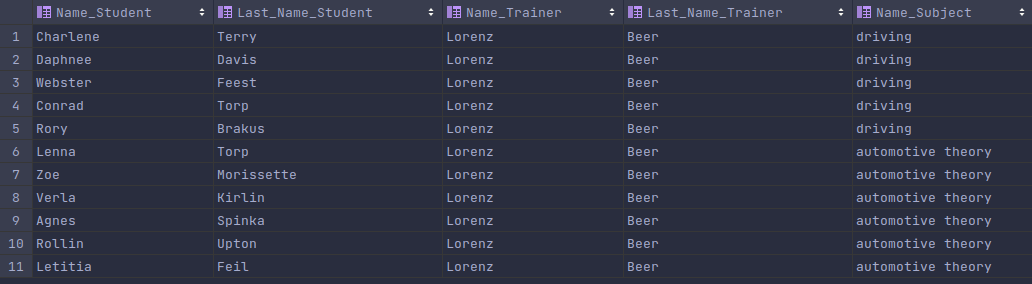 Name_Student Last_Name_Student Name_Trainer Last_Name_Trainer Name_Subject
1 Charlene Terry Lorenz Beer driving
2 Daphnee Davis Lorenz Beer driving
3 Webster Feest Lorenz Beer driving
4 Conrad Torp Lorenz Beer driving
5 Rory Brakus Lorenz Beer driving
6 Lenna Torp Lorenz Beer automotive theory
7 Zoe Morissette Lorenz Beer automotive theory
8 Verla Kirlin Lorenz Beer automotive theory
9 Agnes Spinka Lorenz Beer automotive theory
10 Rollin Upton Lorenz Beer automotive theory
11 Letitia Feil Lorenz Beer automotive theory